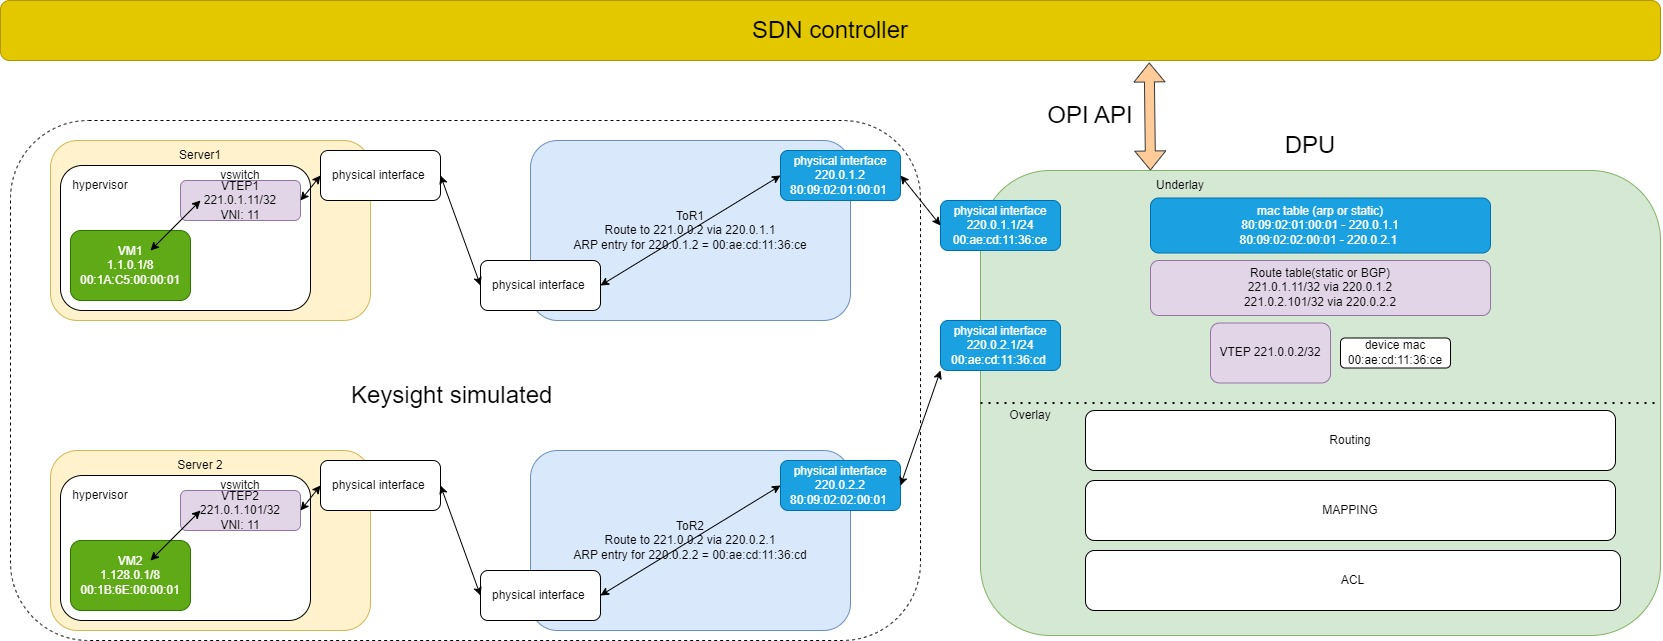 SDN controller
OPI API
DPU
Server1
hypervisor
vswitch
VTEP1
221.0.1.11/32
VNI: 11
VM1
1.1.0.1/8
00:1A:C5:00:00:01
physical interface
physical interface
ToR1
Route to 221.0.0.2 via 220.0.1.1
ARP entry for 220.0.1.2 = 00:ae:cd:11:36:ce
physical interface
220.0.1.2
80:09:02:01:00:01
physical interface
220.0.1.1/24
00:ae:cd:11:36:ce
Underlay
mac table (arp or static)
80:09:02:01:00:01 - 220.0.1.1
80:09:02:02:00:01 - 220.0.2.1
Route table(static or BGP)
221.0.1.11/32 via 220.0.1.2
221.0.2.101/32 via 220.0.2.2
VTEP 221.0.0.2/32
device mac
00:ae:cd:11:36:ce
physical interface
220.0.2.1/24
00:ae:cd:11:36:cd
Keysight simulated
Overlay
Routing
MAPPING
ACL
Server 2
hypervisor
vswitch
VTEP2
221.0.1.101/32
VNI: 11
VM2
1.128.0.1/8
00:1B:6E:00:00:01
physical interface
physical interface
ToR2
Route to 221.0.0.2 via 220.0.2.1
ARP entry for 220.0.2.2 = 00:ae:cd:11:36:cd
physical interface
220.0.2.2
80:09:02:02:00:01